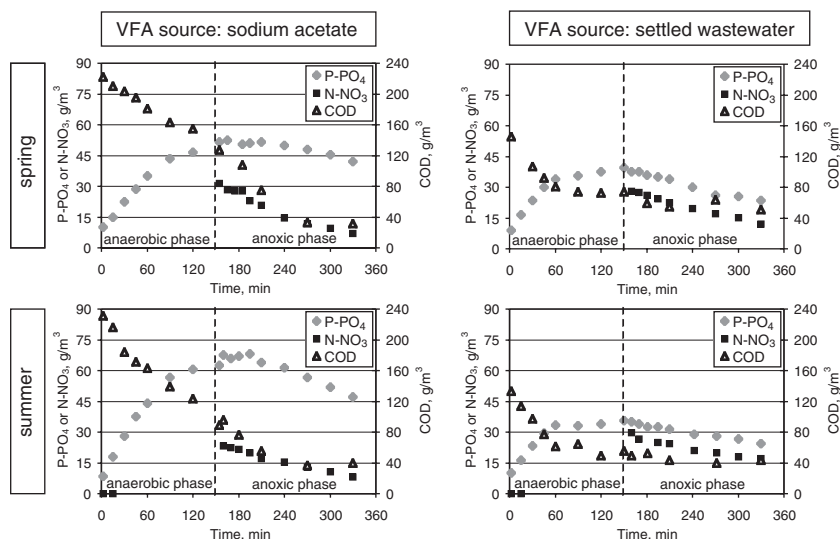 VFA source: sodium acetate
VFA source: settled wastewater
spring
P-PO4 or N-NO3, g/m3
90
75
60
45
30
15
0
240
200
160
120
80
40
0
COD, g/m3
P-PO4
N-NO3
COD
anaerobic phase
anoxic phase
0 60 120 180 240 300 360
Time, min
P-PO4 or N-NO3, g/m3
90
75
60
45
30
15
0
240
200
160
120
80
40
0
COD, g/m3
P-PO4
N-NO3
COD
anaerobic phase
anoxic phase
0 60 120 180 240 300 360
Time, min
summer
P-PO4 or N-NO3, g/m3
90
75
60
45
30
15
0
240
200
160
120
80
40
0
COD, g/m3
P-PO4
N-NO3
COD
anaerobic phase
anoxic phase
0 60 120 180 240 300 360
Time, min
P-PO4 or N-NO3, g/m3
90
75
60
45
30
15
0
240
200
160
120
80
40
0
COD, g/m3
P-PO4
N-NO3
COD
anaerobic phase
anoxic phase
0 60 120 180 240 300 360
Time, min